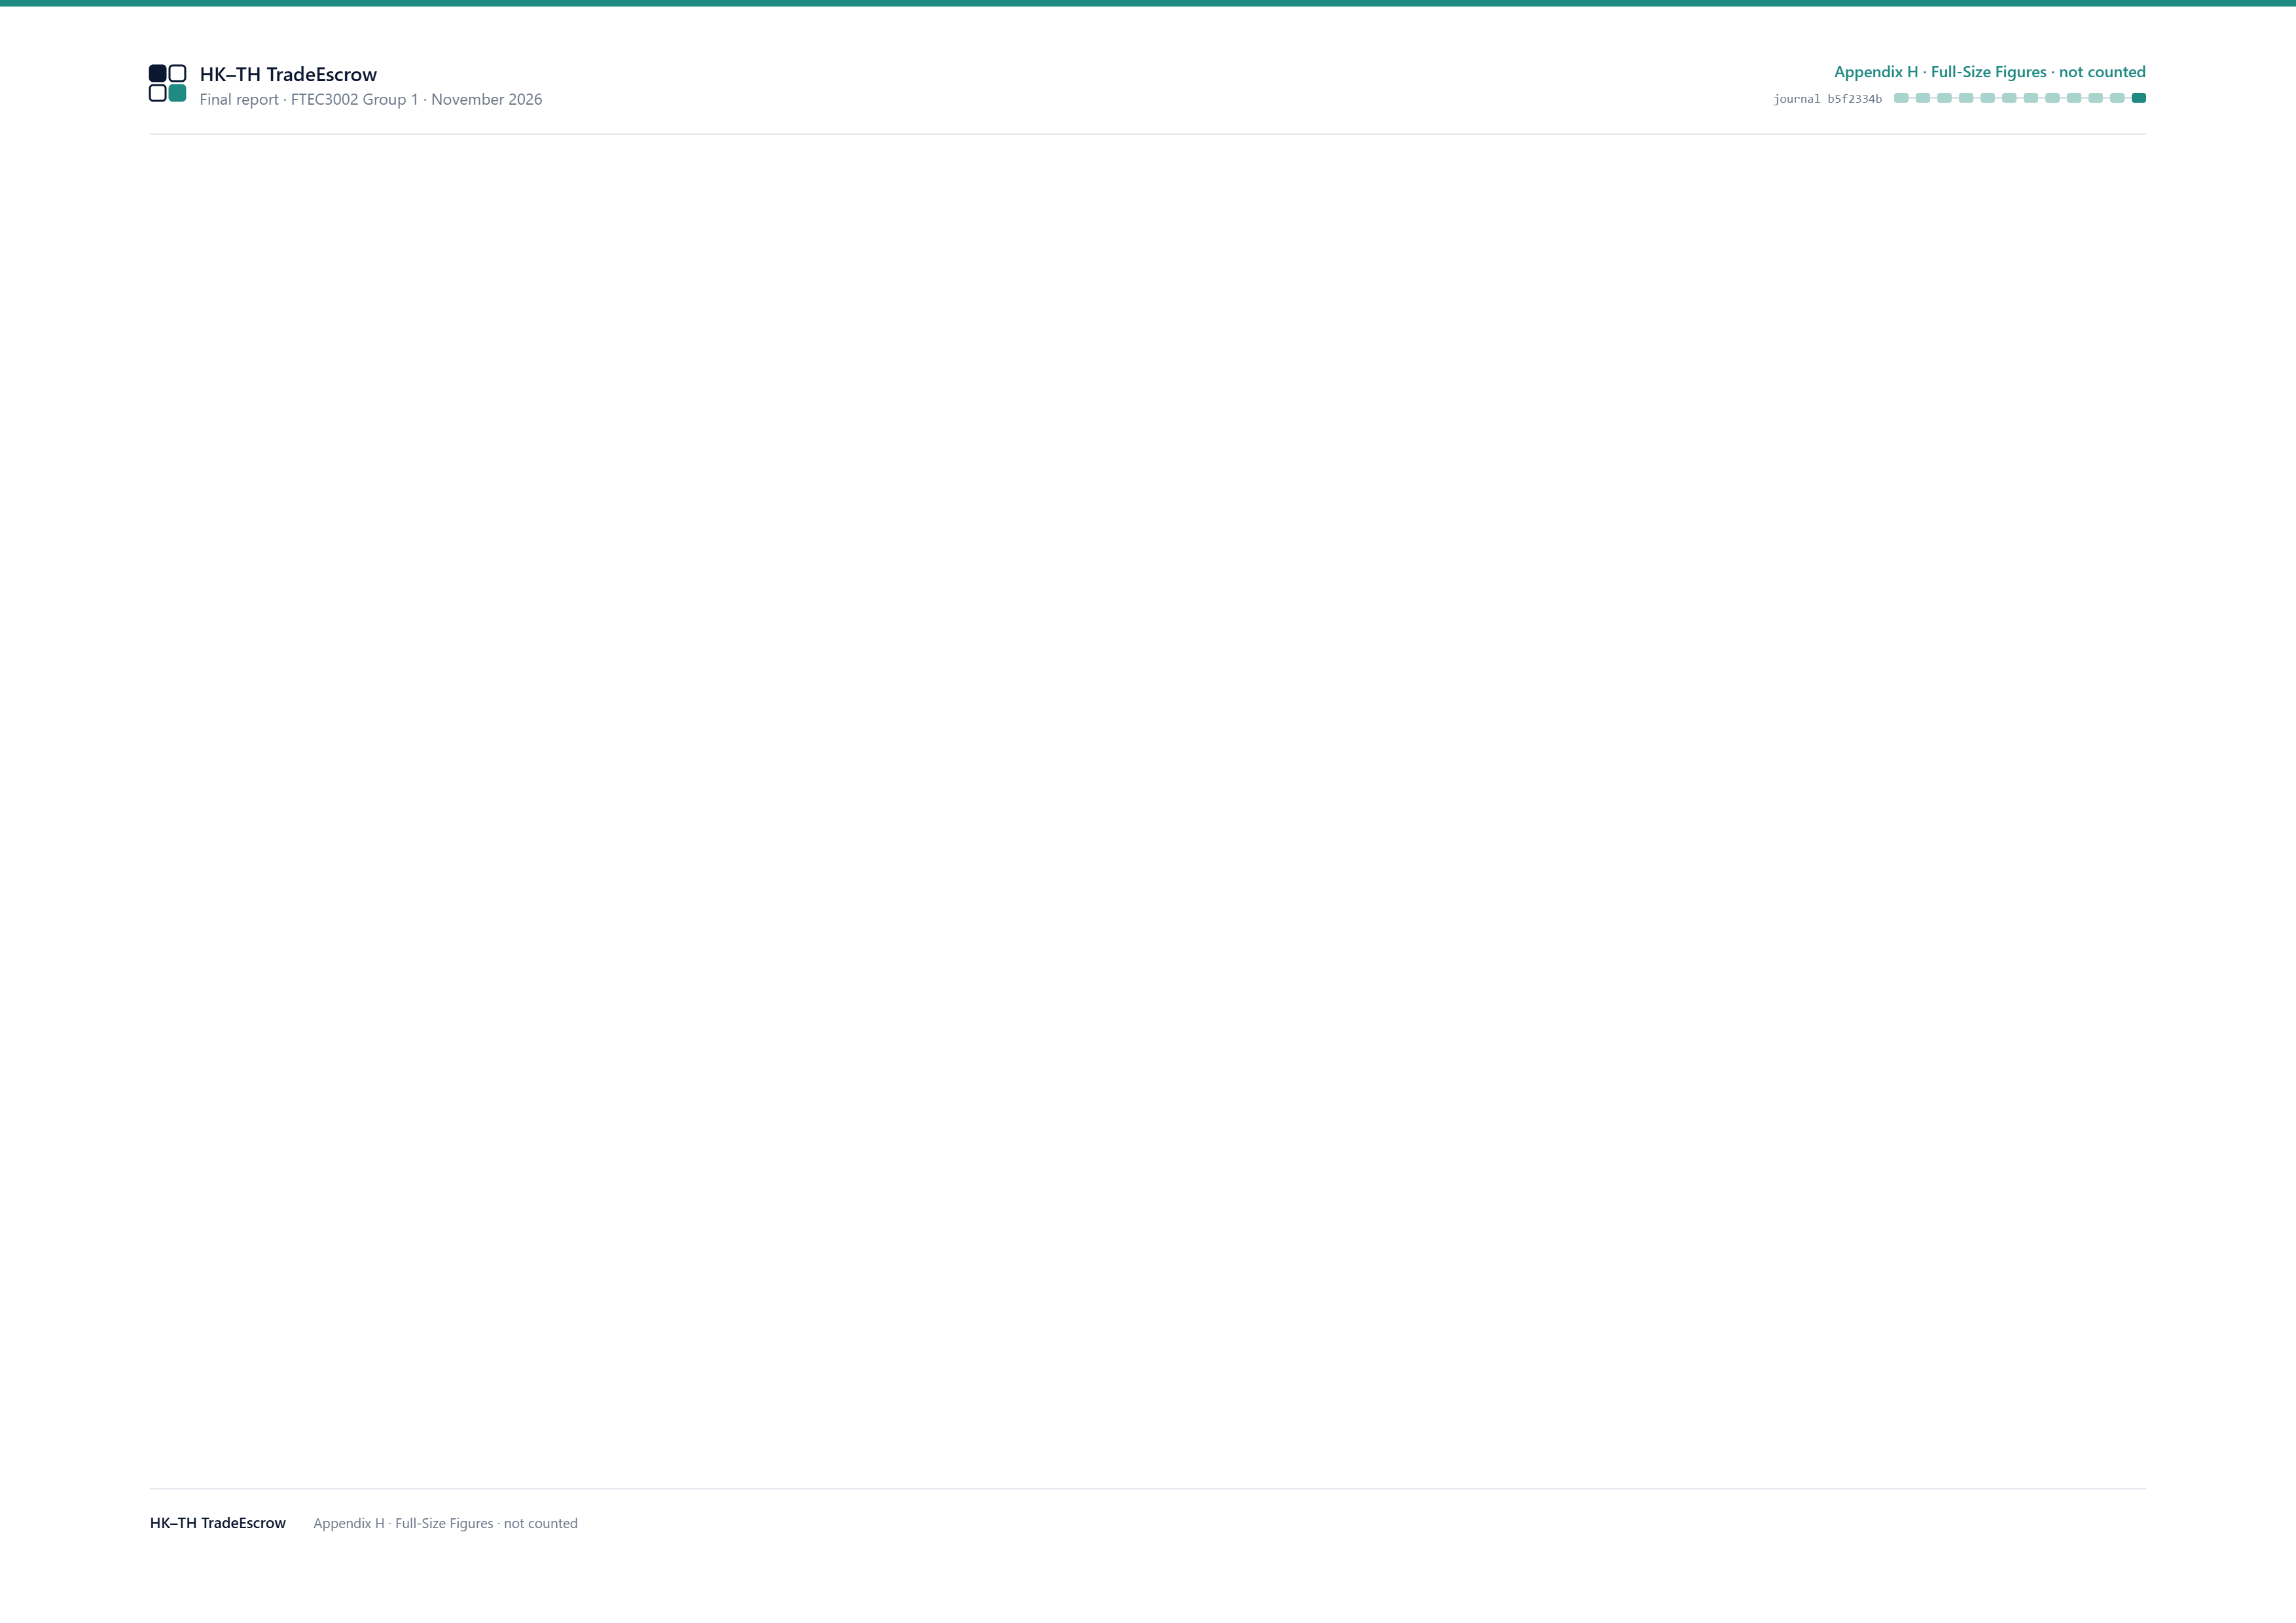 HK–TH TradeEscrow
Final report · FTEC3002 Group 1 · November 2026
Appendix H · Full-Size Figures · not counted
journal b5f2334b
HK–TH TradeEscrow Appendix H · Full-Size Figures · not counted